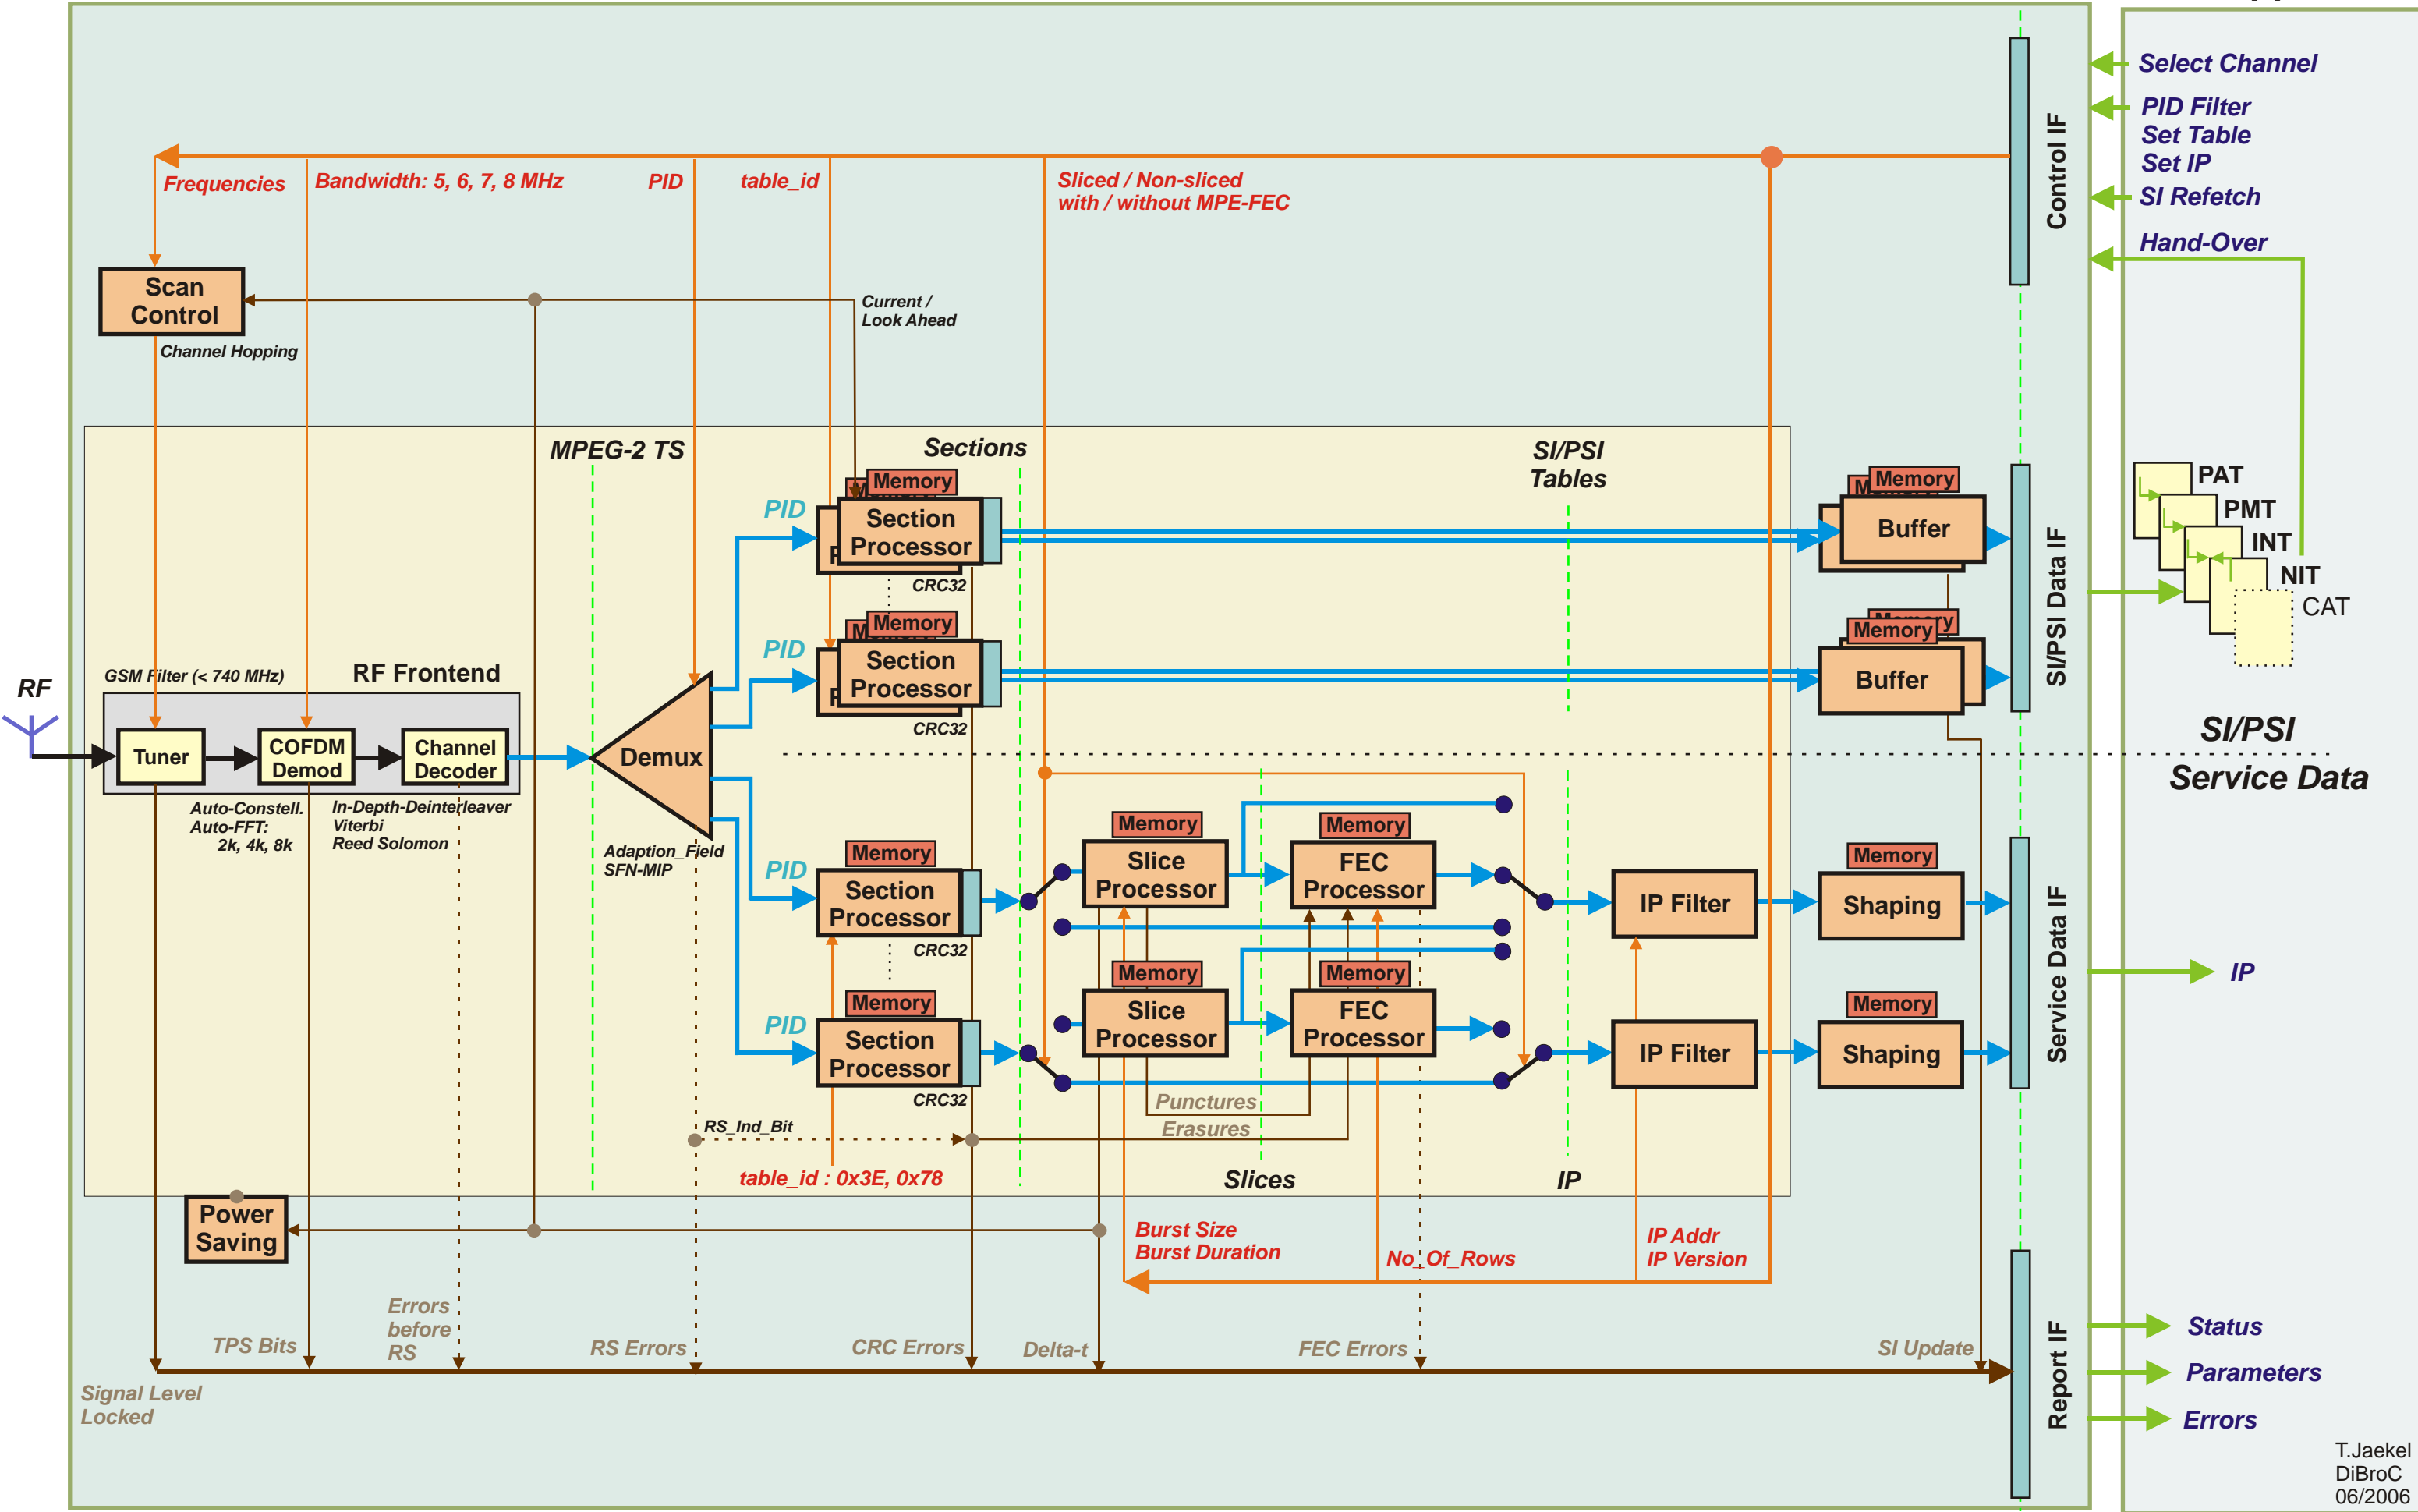 Select Channel
PID Filter
Set Table
Set IP
SI Refetch
Hand-Over
Control IF
Frequencies
Bandwidth: 5, 6, 7, 8 MHz
PID
table_id
Sliced / Non-sliced
with / without MPE-FEC
Scan
Control
Current /
Look Ahead
Channel Hopping
MPEG-2 TS
Sections
SI/PSI
Tables
Memory
PID
Section
Processor
CRC32
Memory
Buffer
SI/PSI Data IF
PAT
PMT
INT
NIT
CAT
Memory
PID
Section
Processor
CRC32
Memory
Memory
Buffer
RF
GSM Filter (< 740 MHz)
RF Frontend
Tuner
COFDM
Demod
Channel
Decoder
Demux
SI/PSI
Service Data
Auto-Constell.
Auto-FFT:
2k, 4k, 8k
In-Depth-Deinterleaver
Viterbi
Reed Solomon
Adaption_Field
SFN-MIP
PID
Memory
Section
Processor
CRC32
Memory
Slice
Processor
Memory
FEC
Processor
IP Filter
Memory
Shaping
Service Data IF
IP
PID
Memory
Section
Processor
CRC32
Memory
Slice
Processor
Memory
FEC
Processor
IP Filter
Memory
Shaping
Punctures
Erasures
RS_Ind_Bit
table_id : 0x3E, 0x78
Slices
IP
Power
Saving
Burst Size
Burst Duration
No_Of_Rows
IP Addr
IP Version
Signal Level
Locked
TPS Bits
Errors
before
RS
RS Errors
CRC Errors
Delta-t
FEC Errors
SI Update
Report IF
Status
Parameters
Errors
T.Jaekel
DiBroC
06/2006